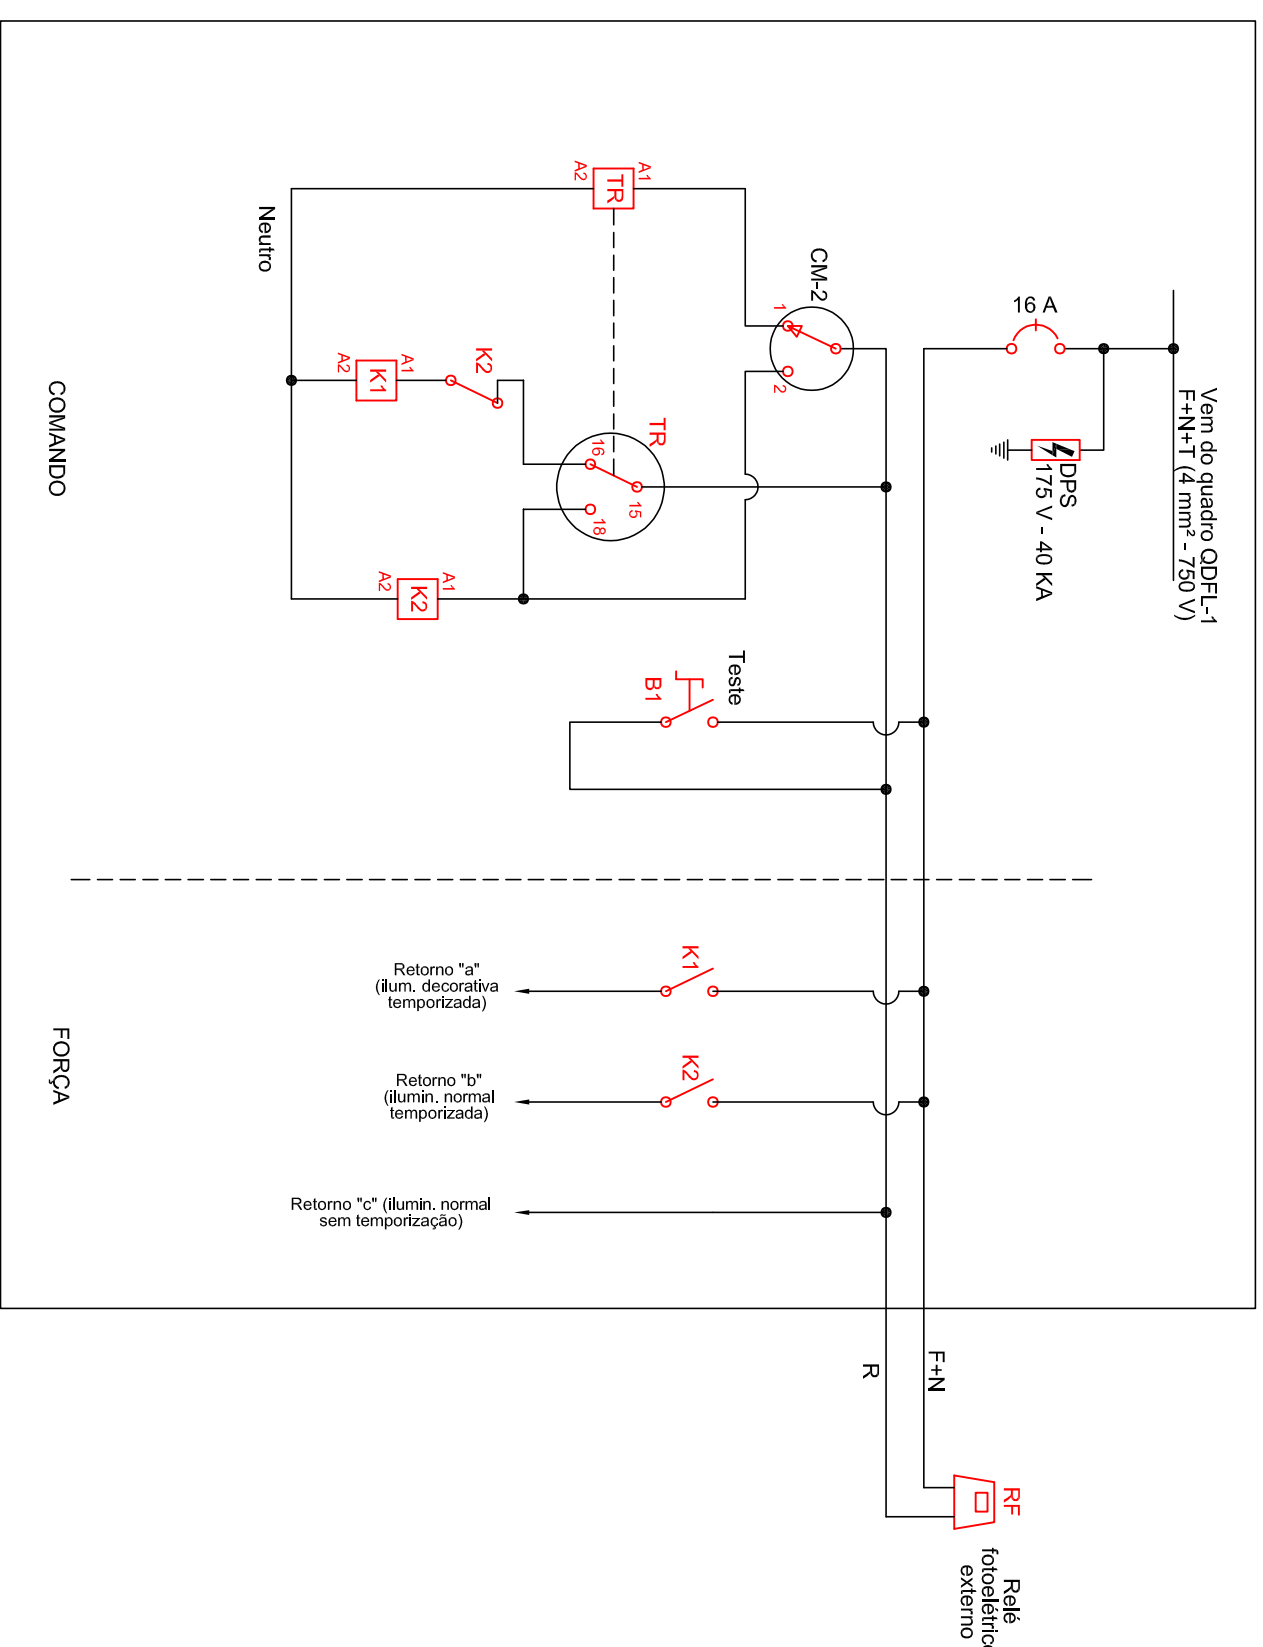 Vem do quadro QDFL-1
F+N+T (4 mm² - 750 V)
16 A
DPS
175 V - 40 KA
CM-2
1
2
A1
TR
A2
Neutro
TR
16
15
18
K2
A1
K1
A2
A1
K2
A2
Teste
B1
COMANDO
K1
Retorno "a"
(ilum. decorativa
temporizada)
K2
Retorno "b"
(ilumin. normal
temporizada)
Retorno "c" (ilumin. normal
sem temporização)
FORÇA
F+N
R
RF
Relé
fotoelétrico
externo